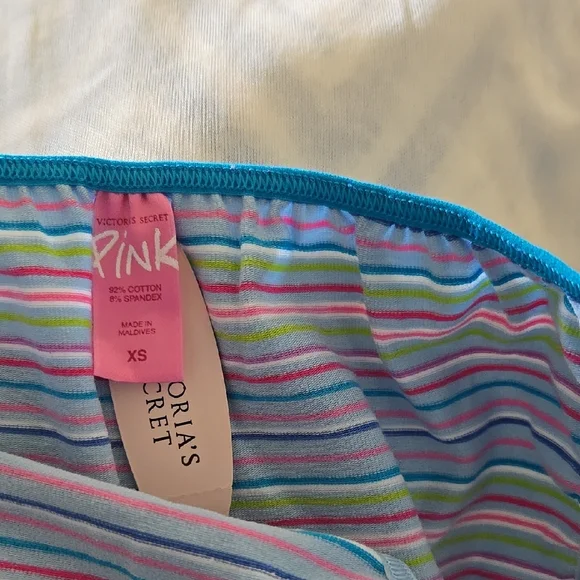 VICTORIA'S SECRET
PINK
92% COTTON
8% SPANDEX
MADE IN
MALDIVES
XS
ORIA'S
CRET